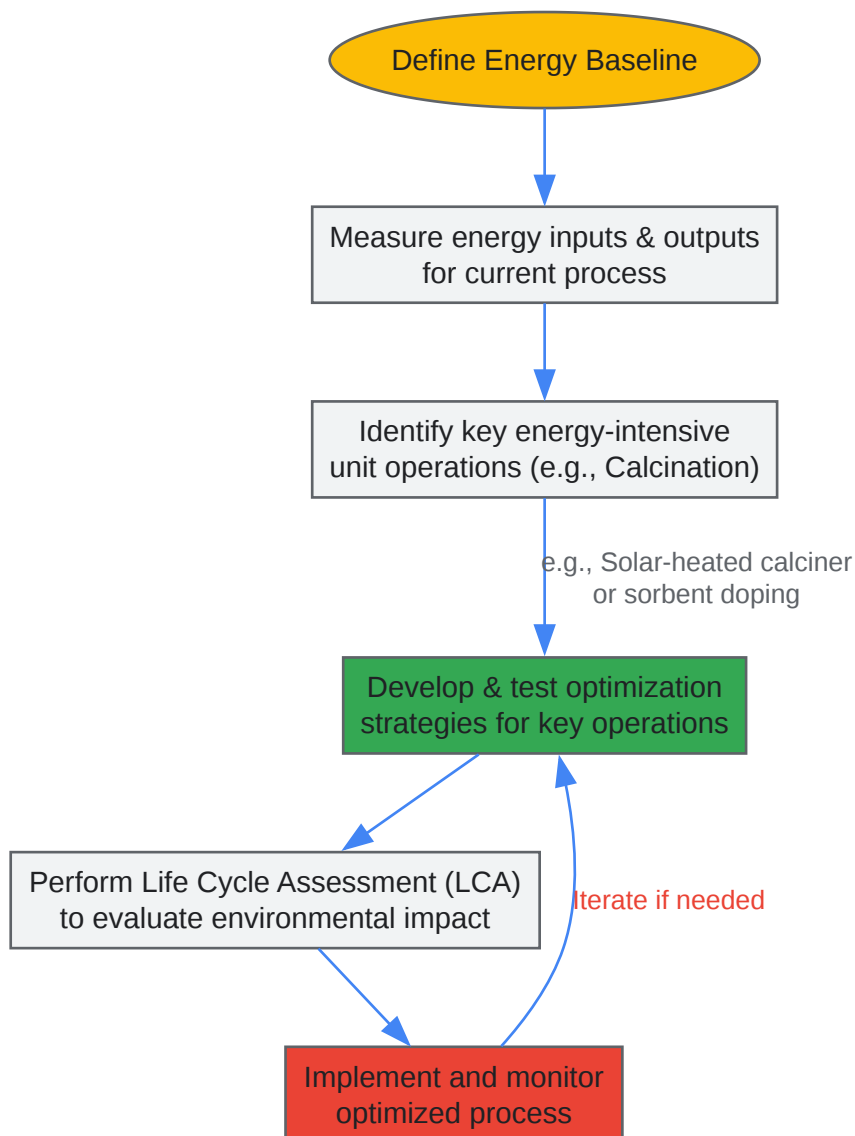 Define Energy Baseline
Measure energy inputs & outputs
for current process
Identify key energy-intensive
unit operations (e.g., Calcination)
e.g., Solar-heated calciner
or sorbent doping
Develop & test optimization
strategies for key operations
Perform Life Cycle Assessment (LCA)
to evaluate environmental impact
Iterate if needed
Implement and monitor
optimized process